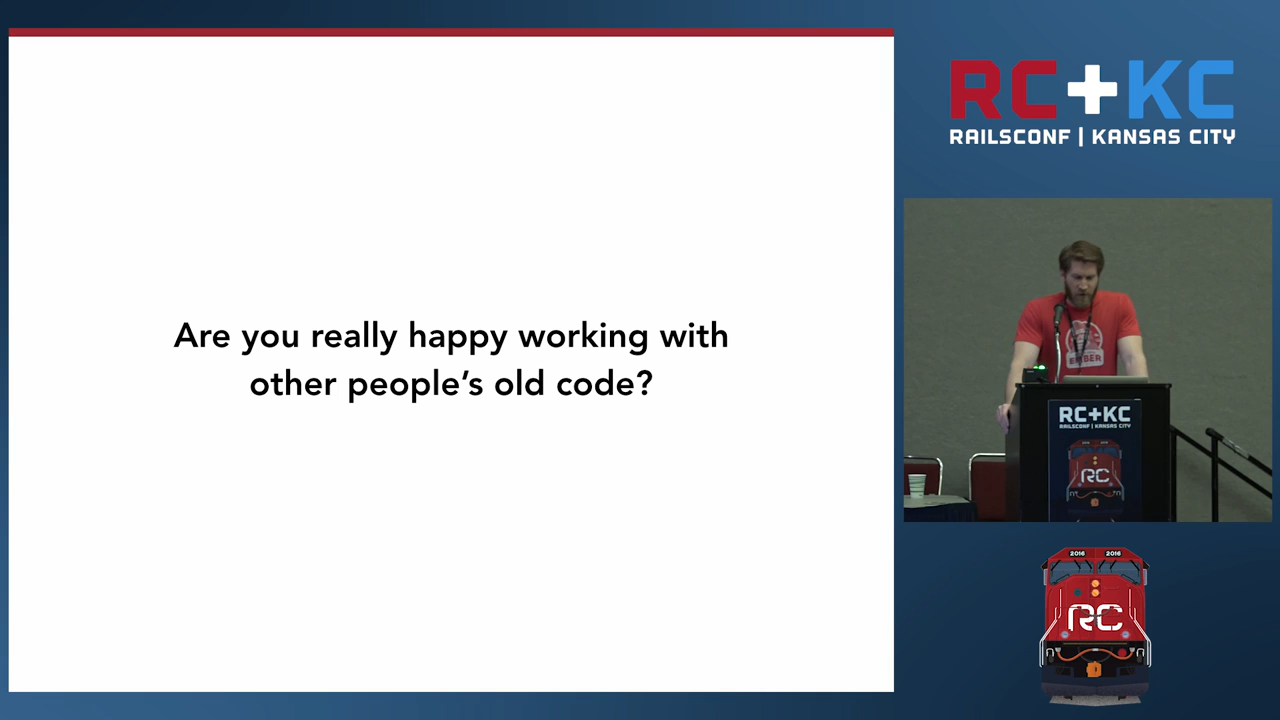 Are you really happy working with
other people's old code?
RC+KC
RAILSCONF | KANSAS CITY
EMBER
RC+KC
RAILSCONF | KANSAS CITY
RC
2016 2016
RC